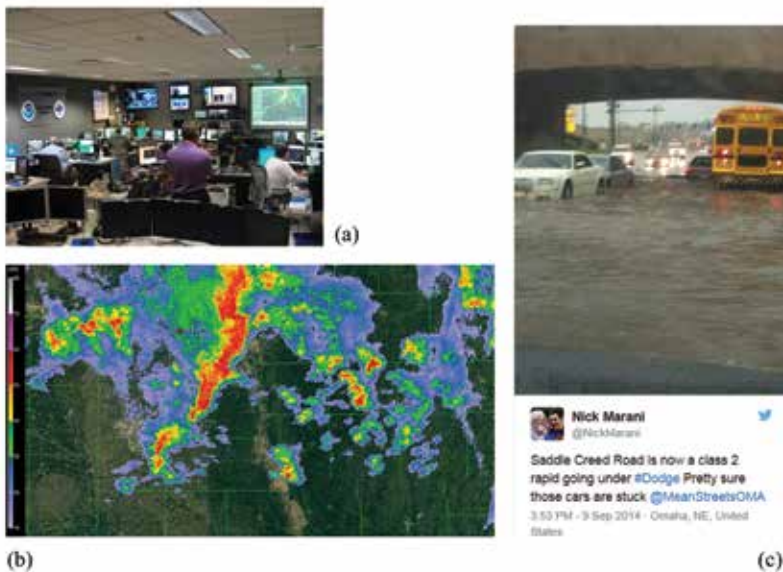 (a)
(b)
Nick Marani
@NickMarani
Saddle Creed Road is now a class 2
rapid going under #Dodge Pretty sure
those cars are stuck @MeanStreetsOMA
3:53 PM - 9 Sep 2014 · Omaha, NE, United
States
(c)